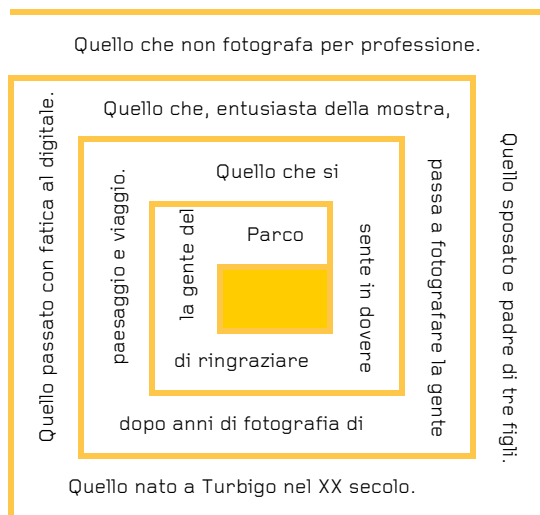 Quello che non fotografa per professione.
Quello sposato e padre di tre figli.
Quello nato a Turbigo nel XX secolo.
Quello passato con fatica al digitale.
Quello che, entusiasta della mostra,
passa a fotografare la gente
dopo anni di fotografia di
paesaggio e viaggio.
Quello che si
sente in dovere
di ringraziare
la gente del
Parco